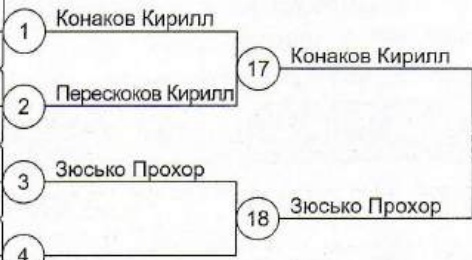 1 Конаков Кирилл
17 Конаков Кирилл
2 Перескоков Кирилл
3 Зюсько Прохор
18 Зюсько Прохор
4